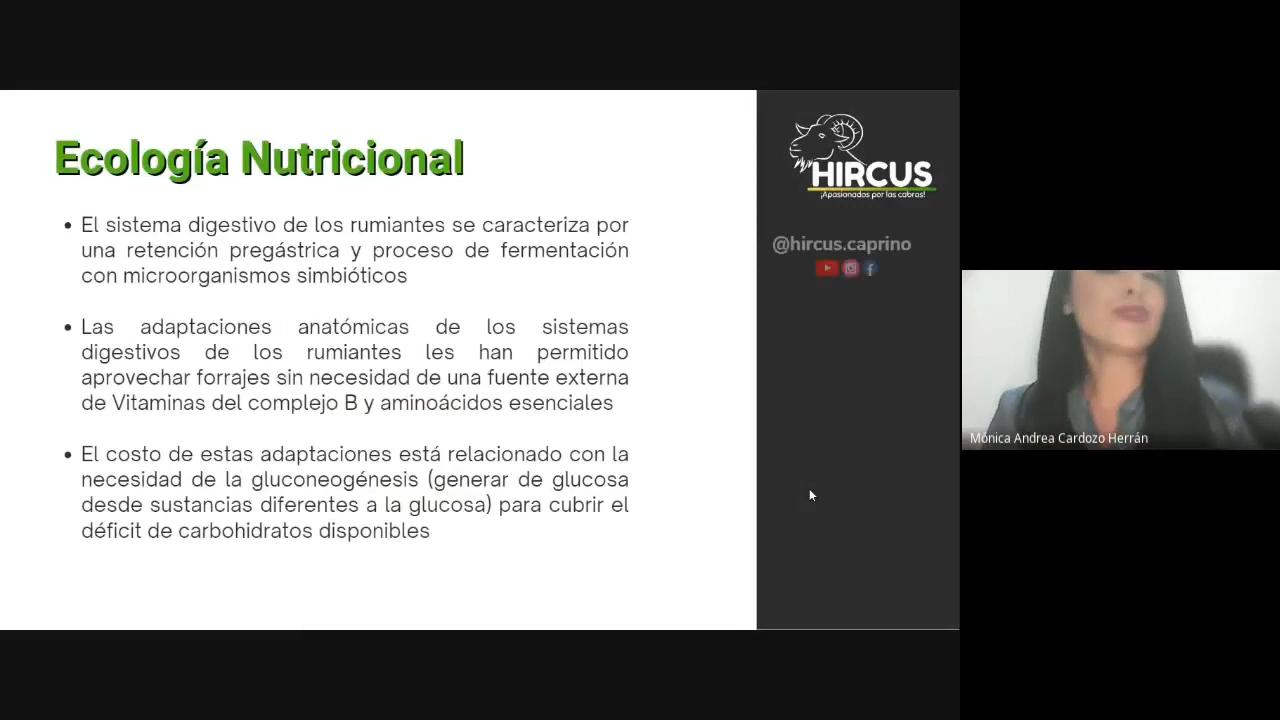 Ecología Nutricional
• El sistema digestivo de los rumiantes se caracteriza por
una retención pregástrica y proceso de fermentación
con microorganismos simbióticos
• Las adaptaciones anatómicas de los sistemas
digestivos de los rumiantes les han permitido
aprovechar forrajes sin necesidad de una fuente externa
de Vitaminas del complejo B y aminoácidos esenciales
• El costo de estas adaptaciones está relacionado con la
necesidad de la gluconeogénesis (generar de glucosa
desde sustancias diferentes a la glucosa) para cubrir el
déficit de carbohidratos disponibles
HIRCUS
¡Apasionados por las cabras!
@hircus.caprino
Mónica Andrea Cardozo Herrán